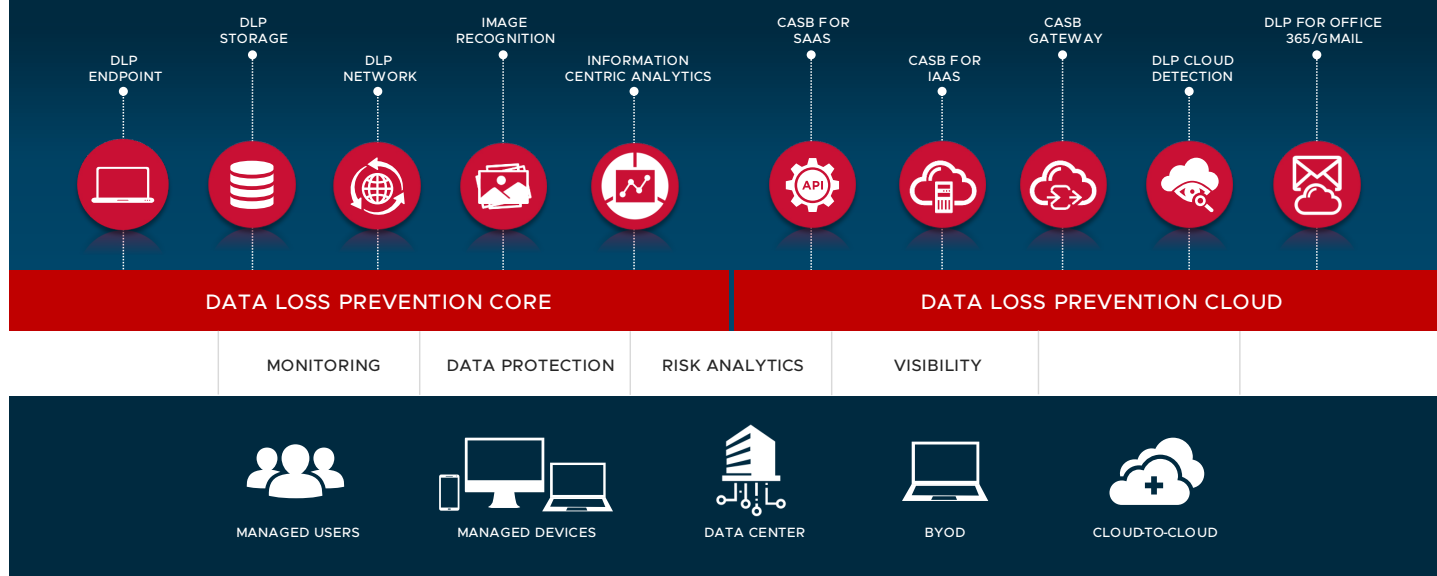 DLP
ENDPOINT
DLP
STORAGE
DLP
NETWORK
IMAGE
RECOGNITION
INFORMATION
CENTRIC ANALYTICS
CASB FOR
SAAS
CASB FOR
IAAS
CASB
GATEWAY
DLP CLOUD
DETECTION
DLP FOR OFFICE
365/GMAIL
API
DATA LOSS PREVENTION CORE
DATA LOSS PREVENTION CLOUD
MONITORING
DATA PROTECTION
RISK ANALYTICS
VISIBILITY
MANAGED USERS
MANAGED DEVICES
DATA CENTER
BYOD
CLOUD-TO-CLOUD